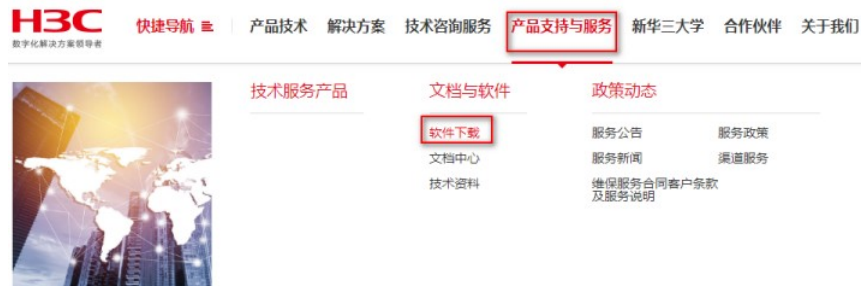 H3C
数字化解决方案领导者
快捷导航
产品技术
解决方案
技术咨询服务
产品支持与服务
新华三大学
合作伙伴
关于我们
技术服务产品
文档与软件
软件下载
文档中心
技术资料
政策动态
服务公告
服务政策
服务新闻
渠道服务
维保服务合同客户条款
及服务说明